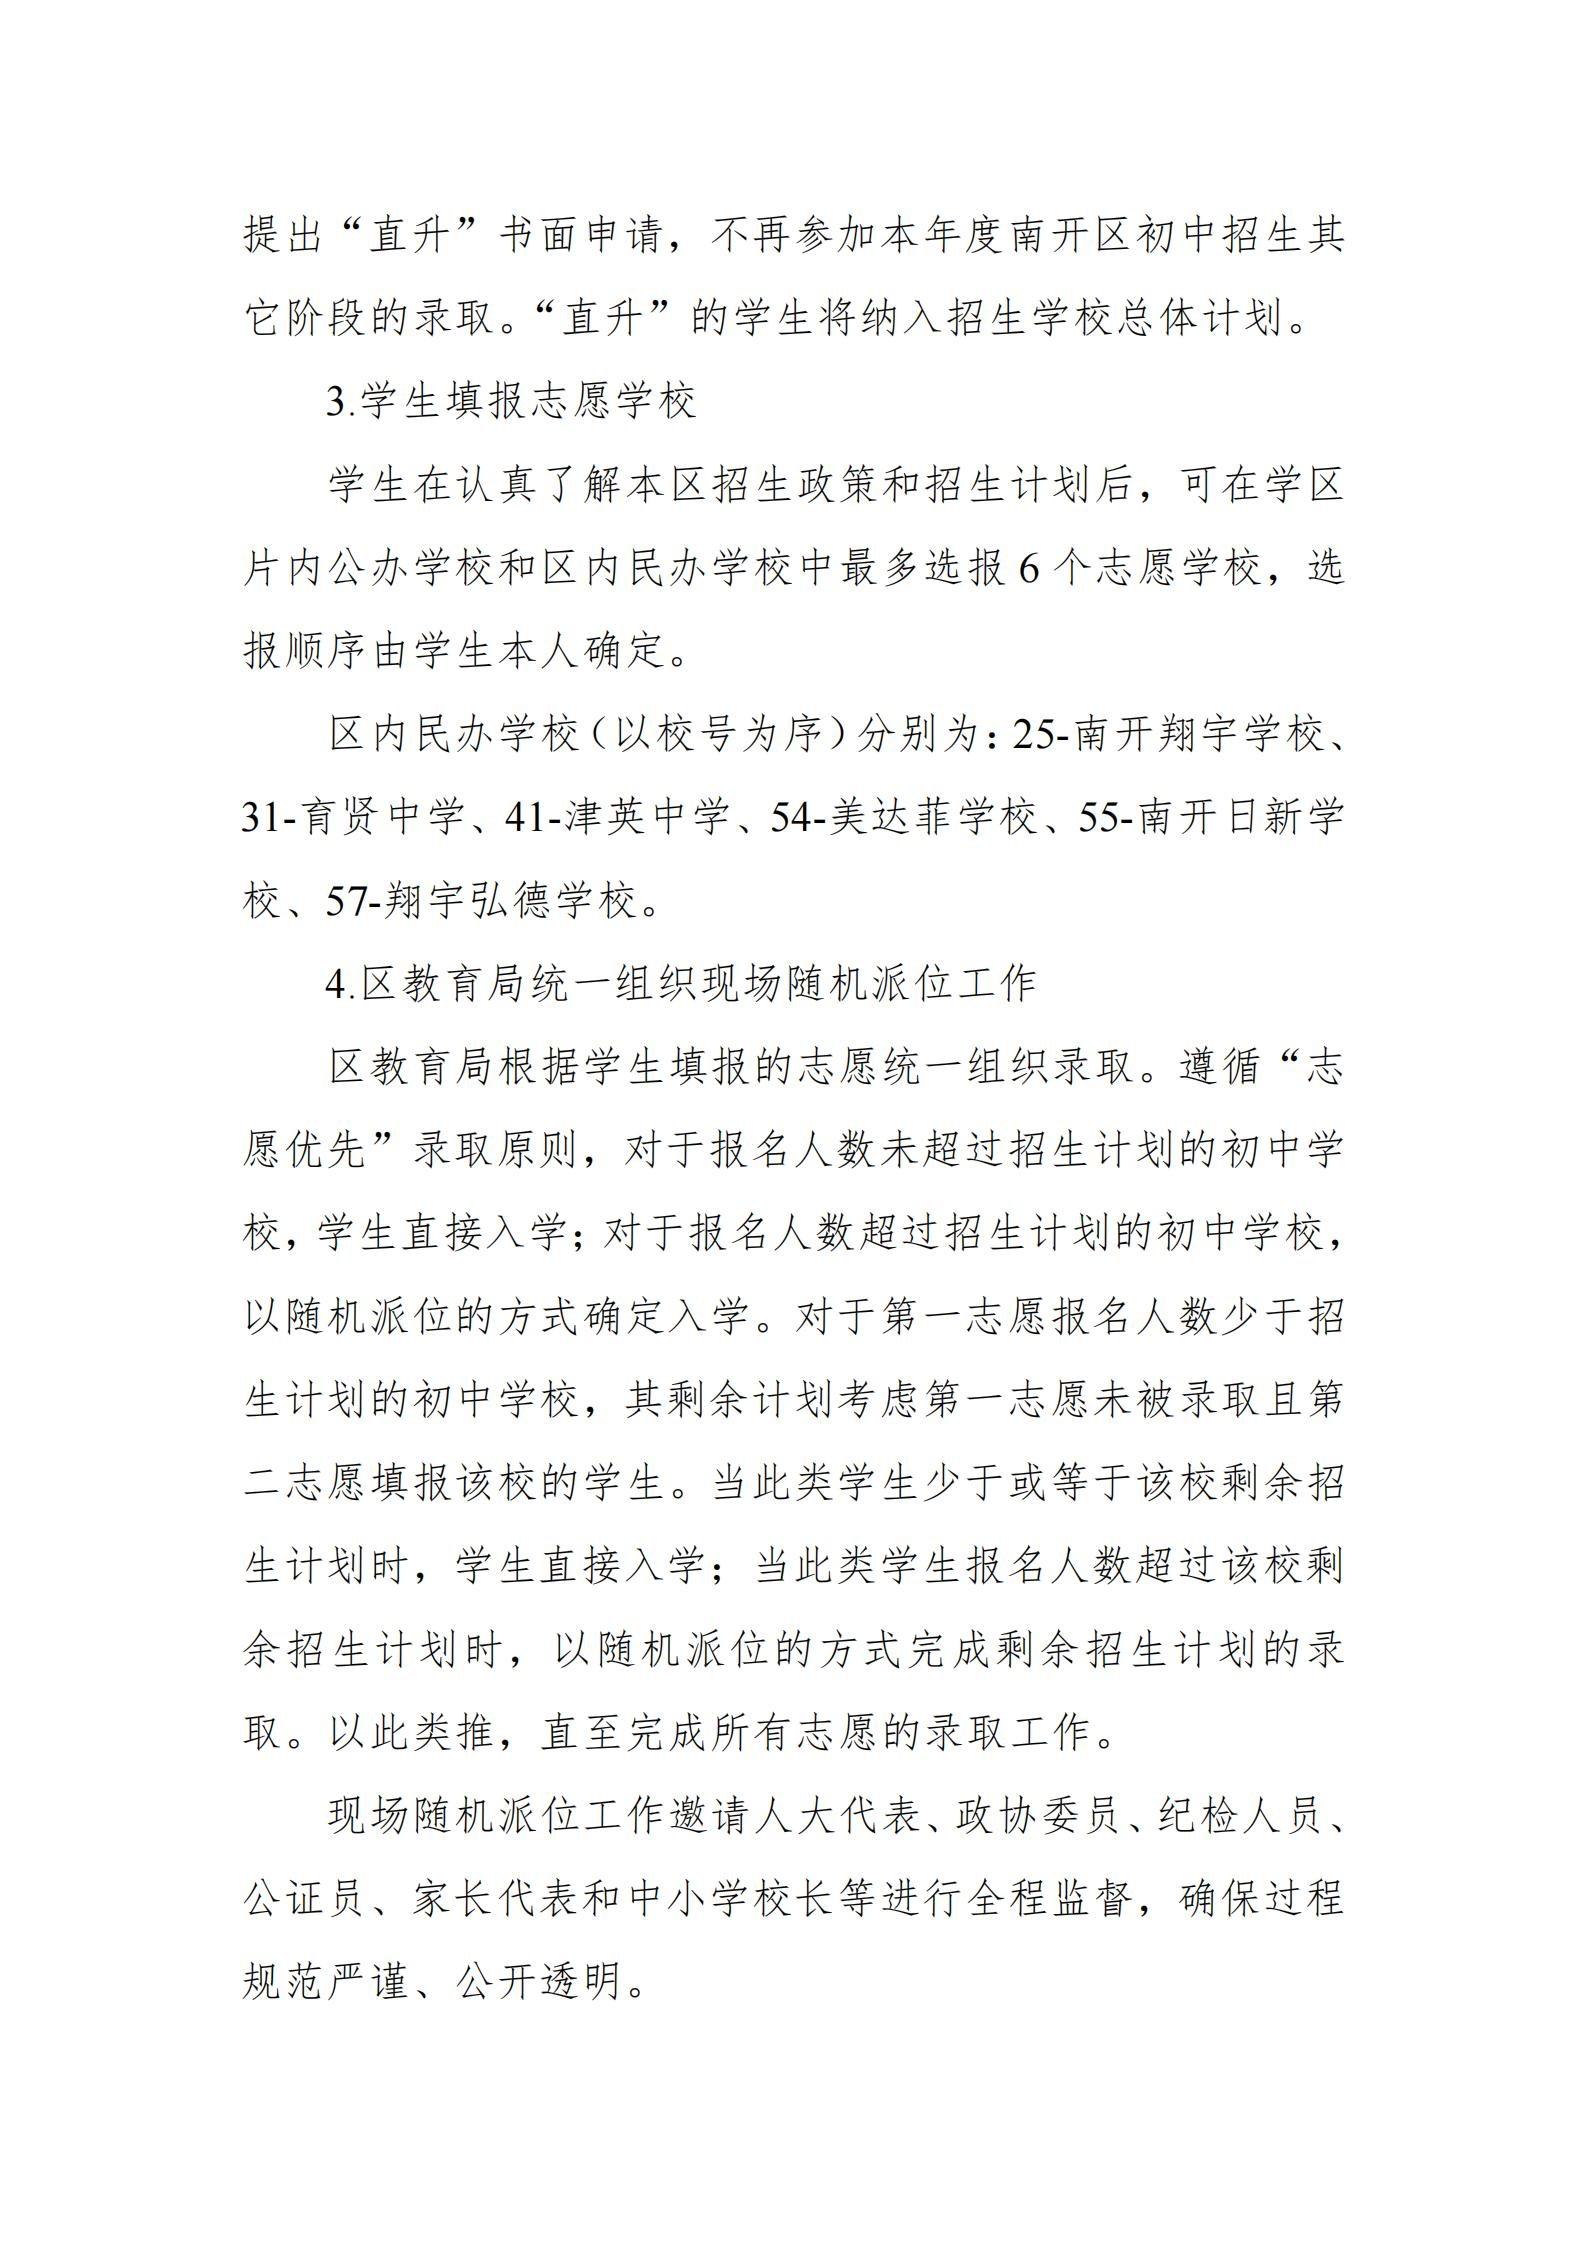 提出“直升”书面申请，不再参加本年度南开区初中招生其
它阶段的录取。“直升”的学生将纳入招生学校总体计划。
3.学生填报志愿学校
学生在认真了解本区招生政策和招生计划后，可在学区
片内公办学校和区内民办学校中最多选报 6 个志愿学校，选
报顺序由学生本人确定。
区内民办学校（以校号为序）分别为：25-南开翔宇学校、
31-育贤中学、41-津英中学、54-美达菲学校、55-南开日新学
校、57-翔宇弘德学校。
4.区教育局统一组织现场随机派位工作
区教育局根据学生填报的志愿统一组织录取。遵循“志
愿优先”录取原则，对于报名人数未超过招生计划的初中学
校，学生直接入学；对于报名人数超过招生计划的初中学校，
以随机派位的方式确定入学。对于第一志愿报名人数少于招
生计划的初中学校，其剩余计划考虑第一志愿未被录取且第
二志愿填报该校的学生。当此类学生少于或等于该校剩余招
生计划时，学生直接入学；当此类学生报名人数超过该校剩
余招生计划时，以随机派位的方式完成剩余招生计划的录
取。以此类推，直至完成所有志愿的录取工作。
现场随机派位工作邀请人大代表、政协委员、纪检人员、
公证员、家长代表和中小学校长等进行全程监督，确保过程
规范严谨、公开透明。